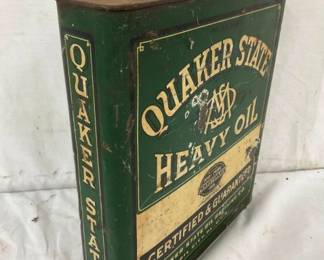 QUAKER STATE
QUAKER STATE
HEAVY OIL
CERTIFIED & GUARANTEED